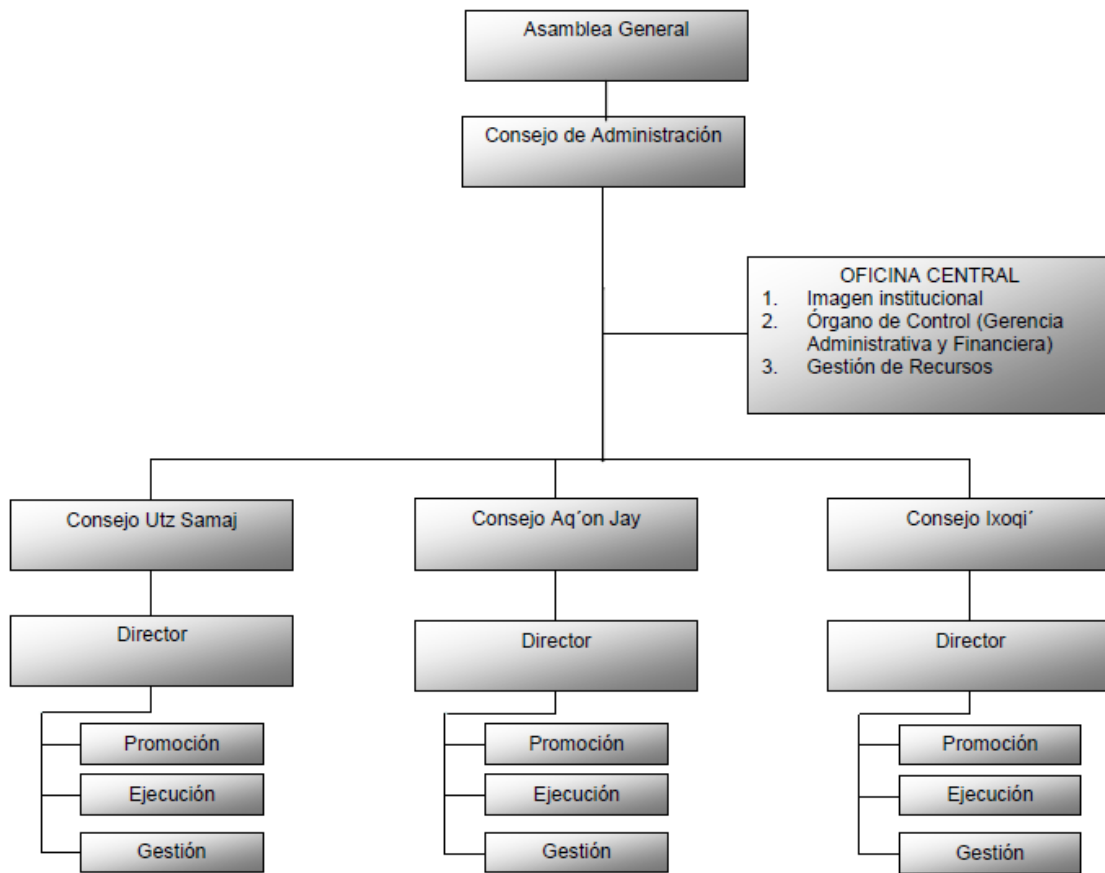 Asamblea General
Consejo de Administración
OFICINA CENTRAL
1. Imagen institucional
2. Órgano de Control (Gerencia
Administrativa y Financiera)
3. Gestión de Recursos
Consejo Utz Samaj
Consejo Aq´on Jay
Consejo Ixoqi´
Director
Director
Director
Promoción
Promoción
Promoción
Ejecución
Ejecución
Ejecución
Gestión
Gestión
Gestión